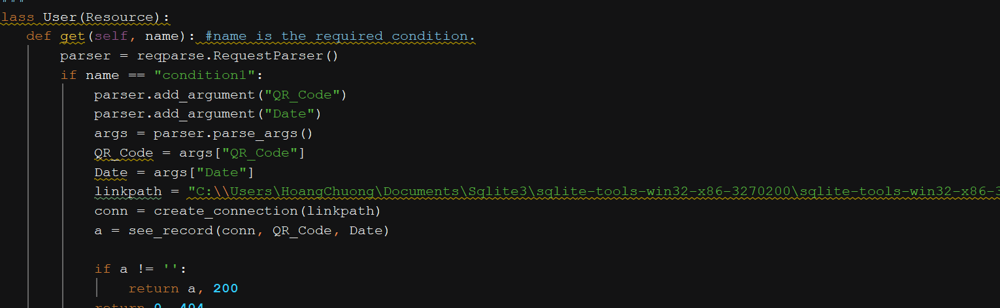 """
lass User(Resource):
def get(self, name): #name is the required condition.
parser = reqparse.RequestParser()
if name == "condition1":
parser.add_argument("QR_Code")
parser.add_argument("Date")
args = parser.parse_args()
QR_Code = args["QR_Code"]
Date = args["Date"]
linkpath = "C:\\Users\HoangChuong\Documents\Sqlite3\sqlite-tools-win32-x86-3270200\sqlite-tools-win32-x86-3
conn = create_connection(linkpath)
a = see_record(conn, QR_Code, Date)
if a != '':
return a, 200
return 0, 404